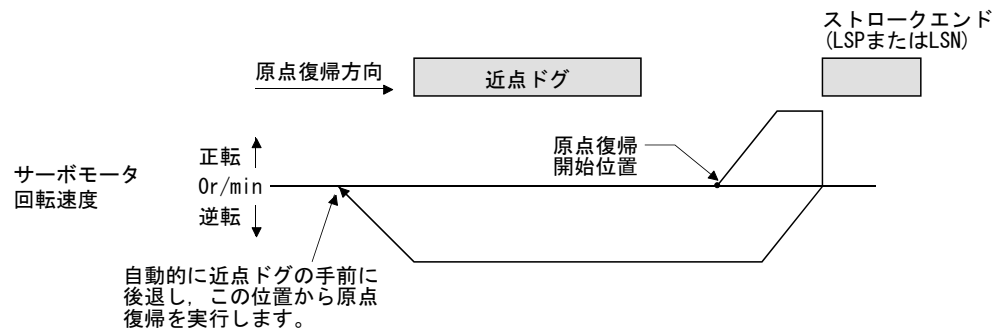 ストロークエンド
(LSPまたはLSN)
原点復帰方向
近点ドグ
原点復帰
開始位置
サーボモータ
回転速度
正転
0r/min
逆転
自動的に近点ドグの手前に
後退し，この位置から原点
復帰を実行します。